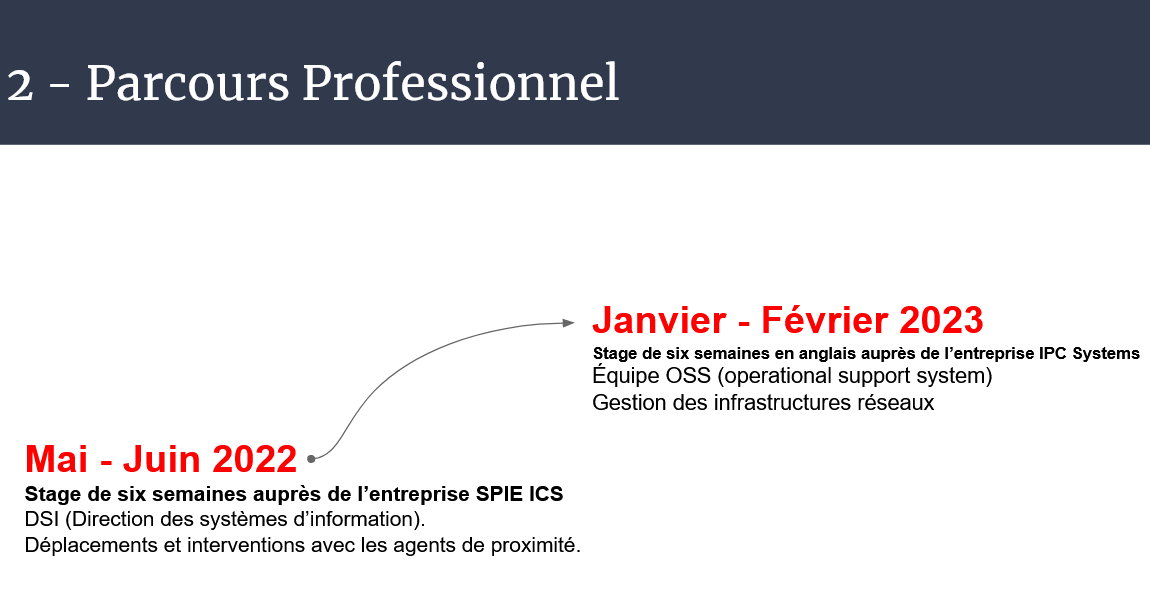 2 - Parcours Professionnel
Janvier - Février 2023
Stage de six semaines en anglais auprès de l’entreprise IPC Systems
Équipe OSS (operational support system)
Gestion des infrastructures réseaux
Mai - Juin 2022
Stage de six semaines auprès de l’entreprise SPIE ICS
DSI (Direction des systèmes d’information).
Déplacements et interventions avec les agents de proximité.